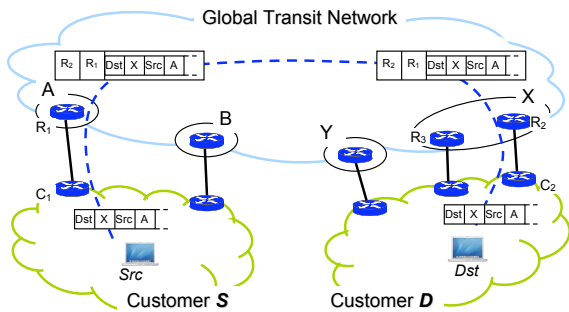 Global Transit Network
R2 R1 Dst X Src A
R2 R1 Dst X Src A
A
R1
B
Y
X
R3
R2
C1
C2
Dst X Src A
Dst X Src A
Src
Dst
Customer S
Customer D